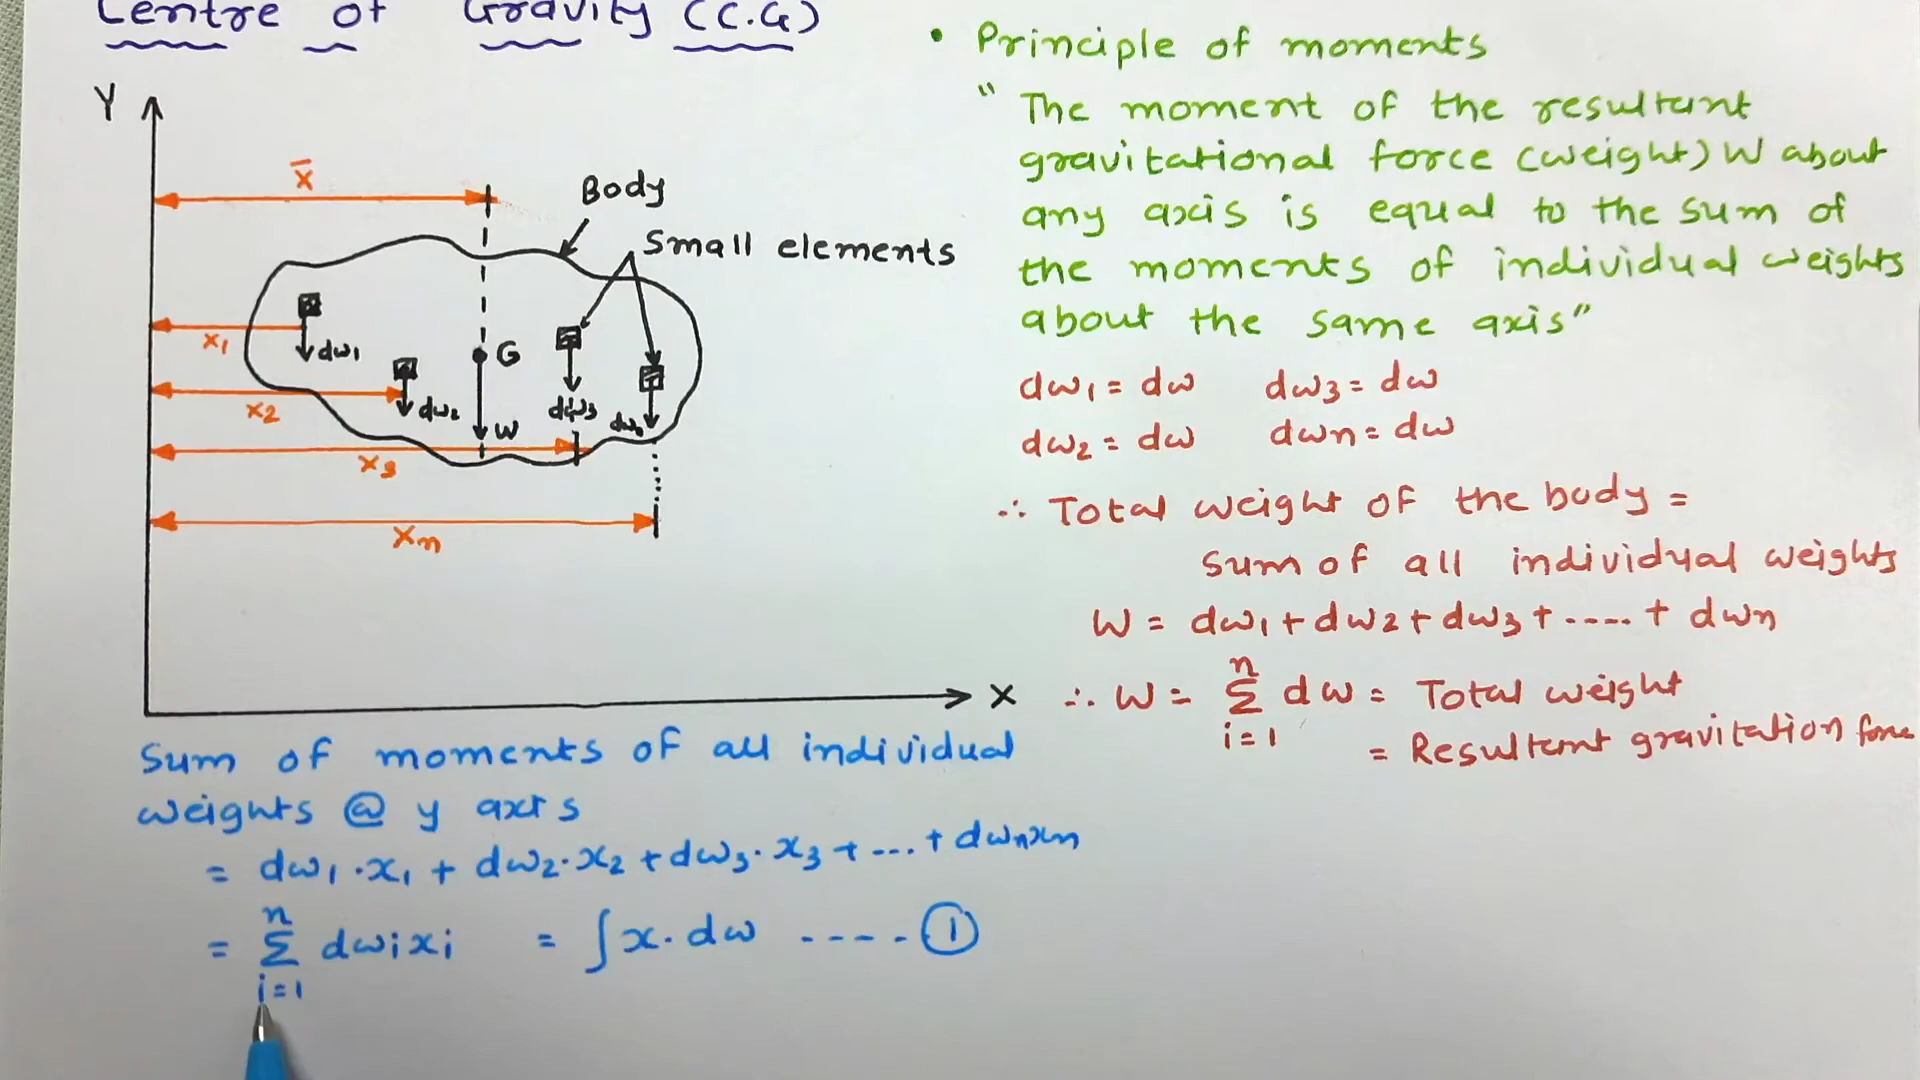 Centre of Gravity (C.G)
Y
x̄
Body
Small elements
x1
dw1
G
x2
dw2
dw3
dwn
W
x3
xn
X
Sum of moments of all individual
weights @ y axis
= dw1·x1 + dw2·x2 + dw3·x3 + ... + dwnxn
n
= Σ dwixi = ∫x·dw ----- ①
i=1
• Principle of moments
" The moment of the resultant
gravitational force (weight) W about
any axis is equal to the sum of
the moments of individual weights
about the same axis"
dw1 = dw dw3 = dw
dw2 = dw dwn = dw
∴ Total weight of the body =
Sum of all individual weights
W = dw1 + dw2 + dw3 + ----- + dwn
n
∴ W = Σ dw = Total weight
i=1
= Resultant gravitation force